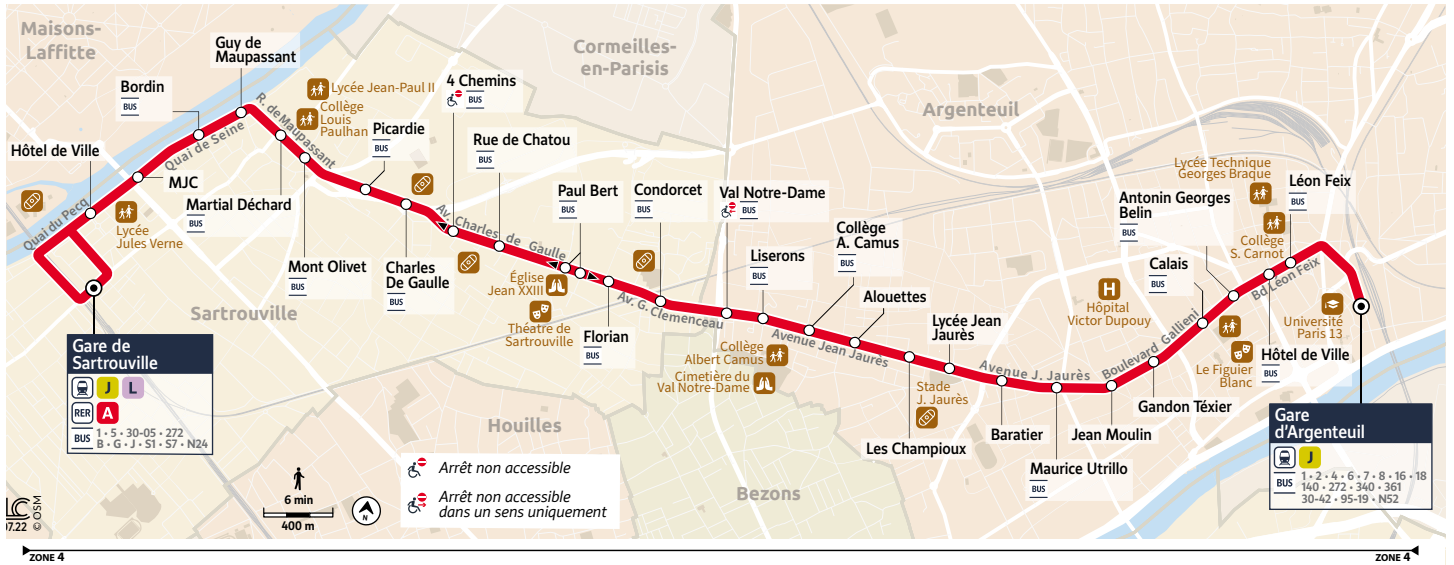 Maisons-
Laffitte
Cormeilles-
en-Parisis
Argenteuil
Sartrouville
Houilles
Bezons
Gare de
Sartrouville
J L
RER A
BUS 1 • 5 • 30-05 • 272
B • G • J • S1 • S7 • N24
Hôtel de Ville
BUS
MJC
Bordin
BUS
Guy de
Maupassant
Martial Déchard
BUS
Mont Olivet
BUS
Picardie
BUS
Charles
De Gaulle
BUS
4 Chemins
BUS
Rue de Chatou
BUS
Paul Bert
BUS
Florian
BUS
Condorcet
BUS
Val Notre-Dame
BUS
Liserons
BUS
Collège
A. Camus
BUS
Alouettes
Les Champioux
Lycée Jean
Jaurès
Baratier
Maurice Utrillo
BUS
Jean Moulin
Gandon Téxier
Calais
BUS
Antonin Georges
Belin
BUS
Hôtel de Ville
BUS
Léon Feix
BUS
Gare
d'Argenteuil
J
BUS 1 • 2 • 4 • 6 • 7 • 8 • 16 • 18
140 • 272 • 340 • 361
30-42 • 95-19 • N52
Quai du Pecq
Quai de Seine
R. de Maupassant
Av. Charles de Gaulle
Av. G. Clemenceau
Avenue Jean Jaurès
Avenue J. Jaurès
Boulevard Gallieni
Bd Léon Feix
Lycée
Jules Verne
Lycée Jean-Paul II
Collège
Louis
Paulhan
Église
Jean XXIII
Théatre de
Sartrouville
Collège
Albert Camus
Cimetière du
Val Notre-Dame
Stade
J. Jaurès
H
Hôpital
Victor Dupouy
Lycée Technique
Georges Braque
Collège
S. Carnot
Le Figuier
Blanc
Université
Paris 13
6 min
400 m
N
Arrêt non accessible
Arrêt non accessible
dans un sens uniquement
LC
07.22
© OSM
ZONE 4
ZONE 4